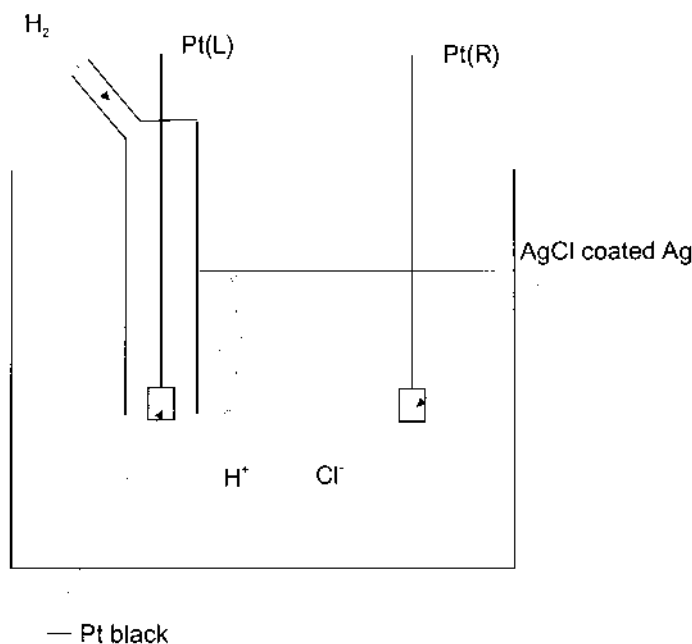 H₂
Pt(L)
Pt(R)
AgCl coated Ag
H⁺
Cl⁻
Pt black